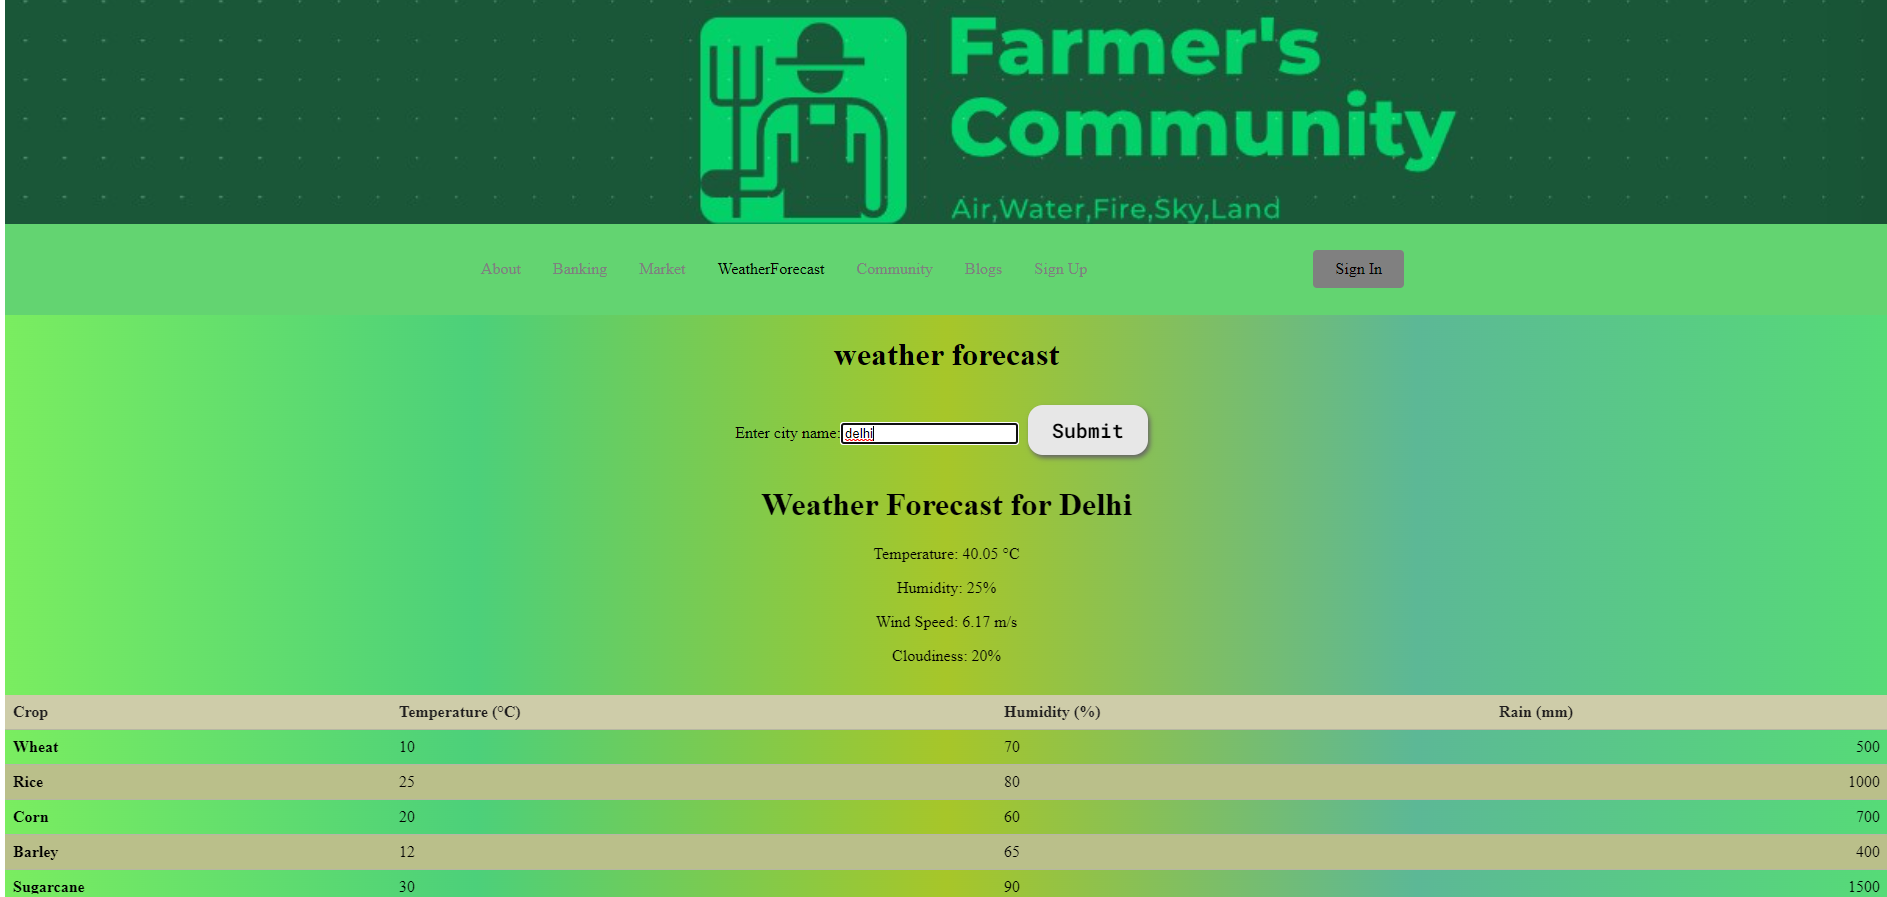 Farmer's
Community
Air,Water,Fire,Sky,Land
About Banking Market WeatherForecast Community Blogs Sign Up Sign In
weather forecast
Enter city name: delhi Submit
Weather Forecast for Delhi
Temperature: 40.05 °C
Humidity: 25%
Wind Speed: 6.17 m/s
Cloudiness: 20%
Crop Temperature (°C) Humidity (%) Rain (mm)
Wheat 10 70 500
Rice 25 80 1000
Corn 20 60 700
Barley 12 65 400
Sugarcane 30 90 1500